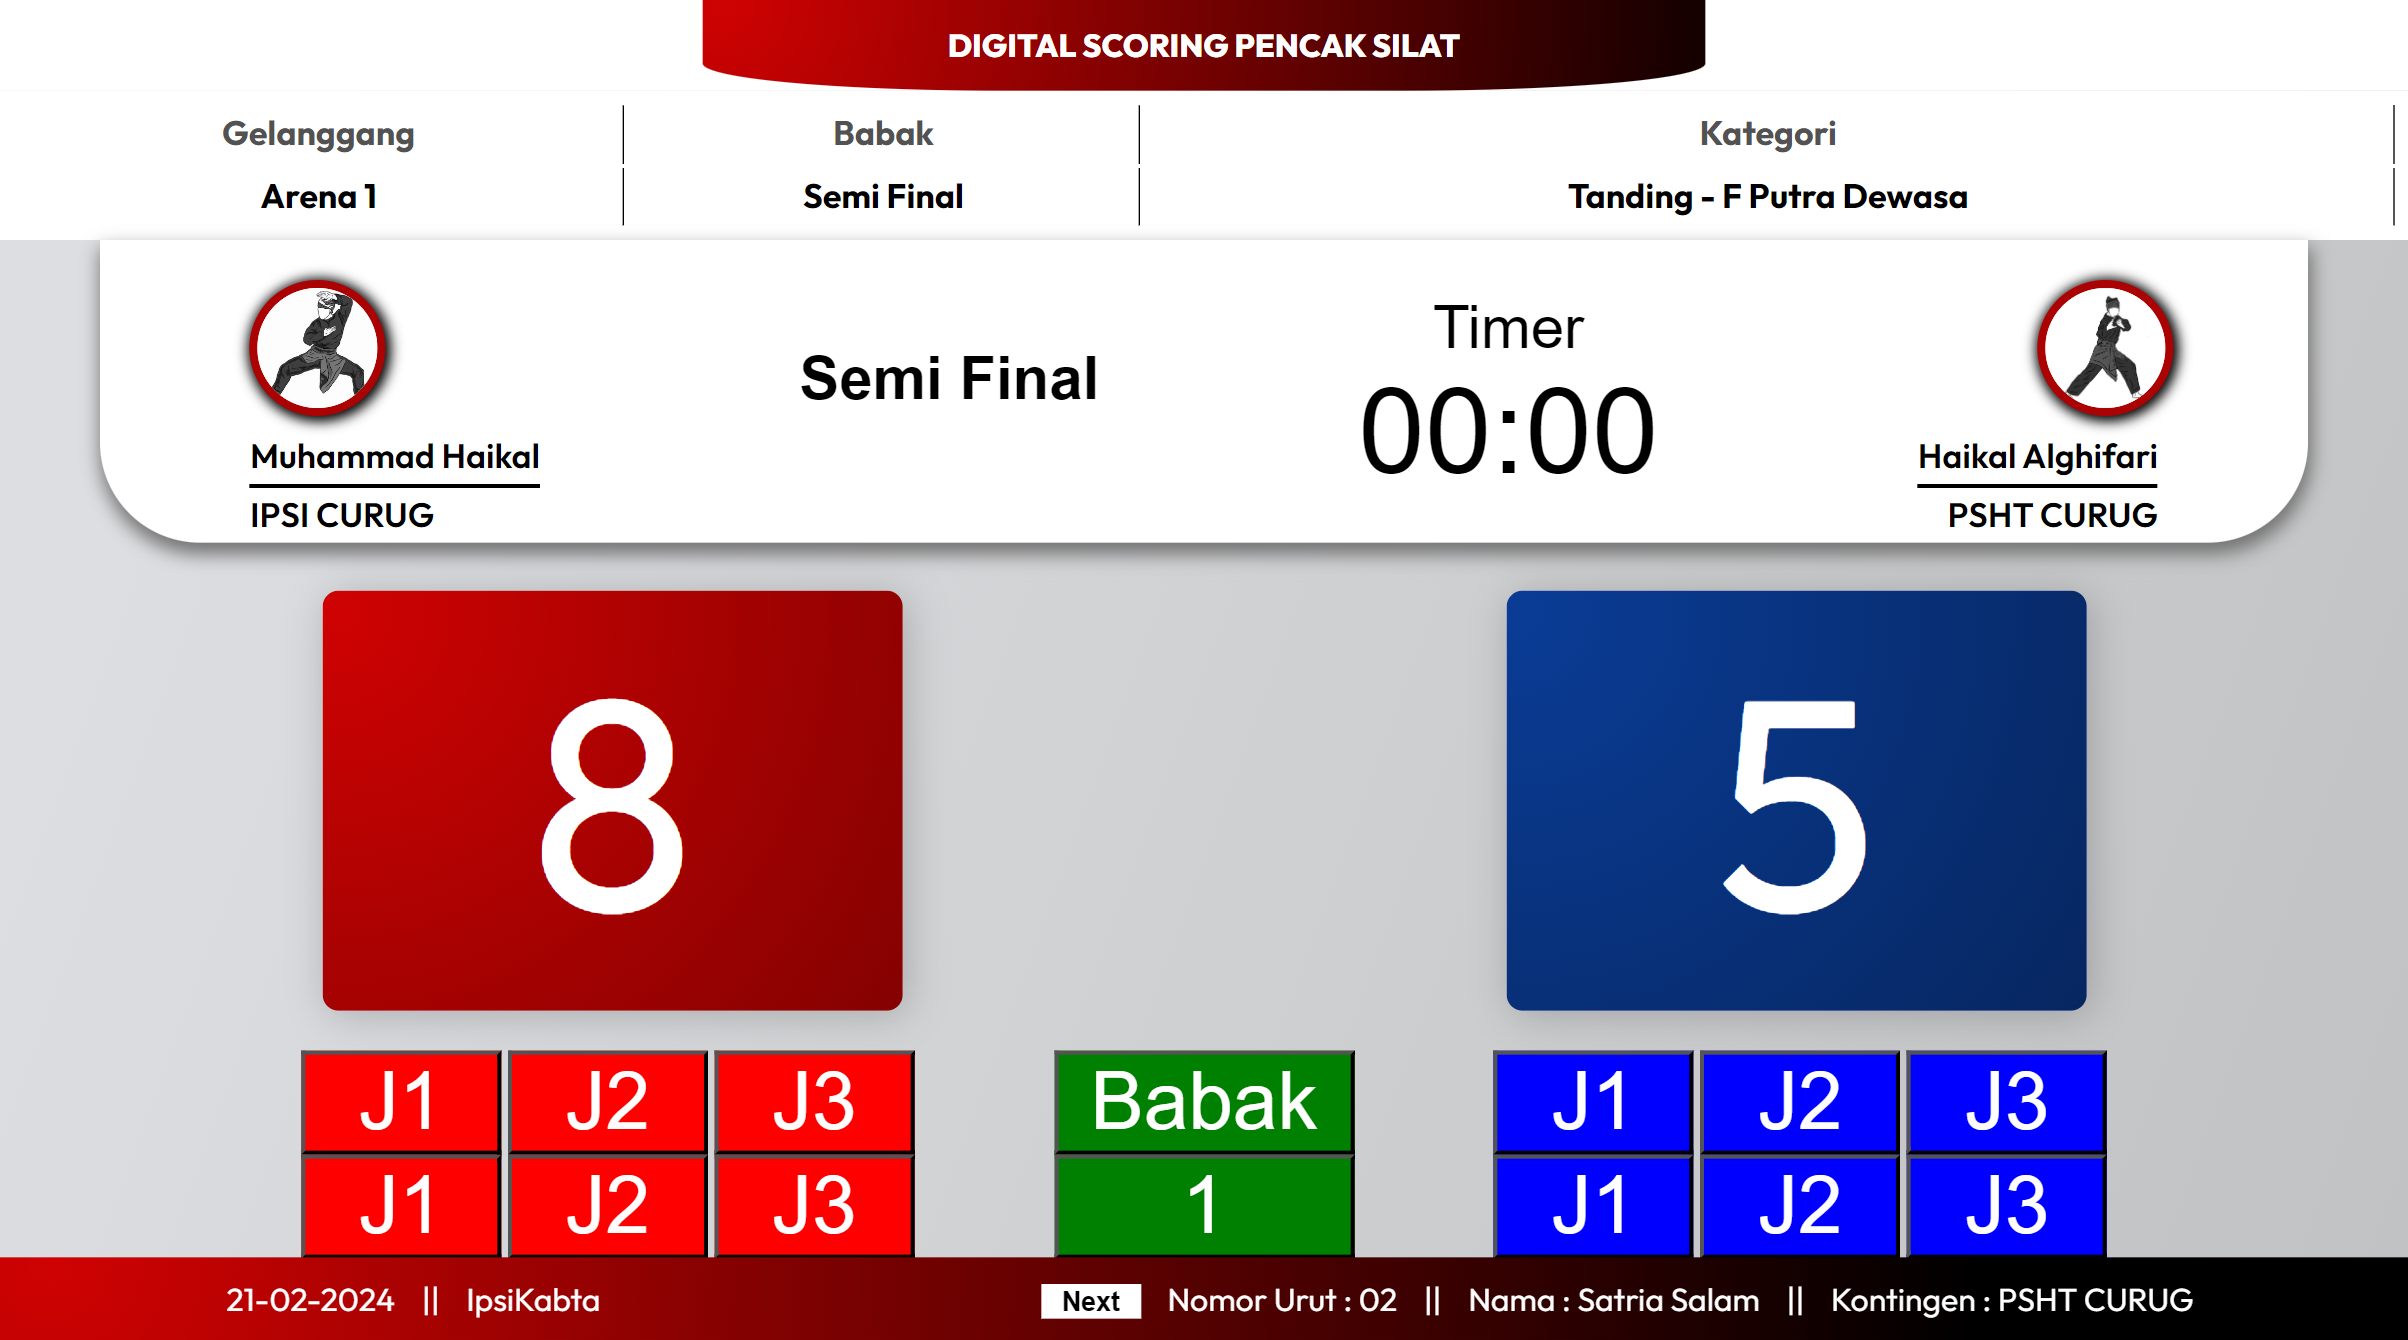 DIGITAL SCORING PENCAK SILAT
Gelanggang Babak Kategori
Arena 1 Semi Final Tanding - F Putra Dewasa
Semi Final
Timer
00:00
Muhammad Haikal
IPSI CURUG
Haikal Alghifari
PSHT CURUG
8 5
J1 J2 J3 Babak J1 J2 J3
J1 J2 J3 1 J1 J2 J3
21-02-2024 || IpsiKabta Next Nomor Urut : 02 || Nama : Satria Salam || Kontingen : PSHT CURUG